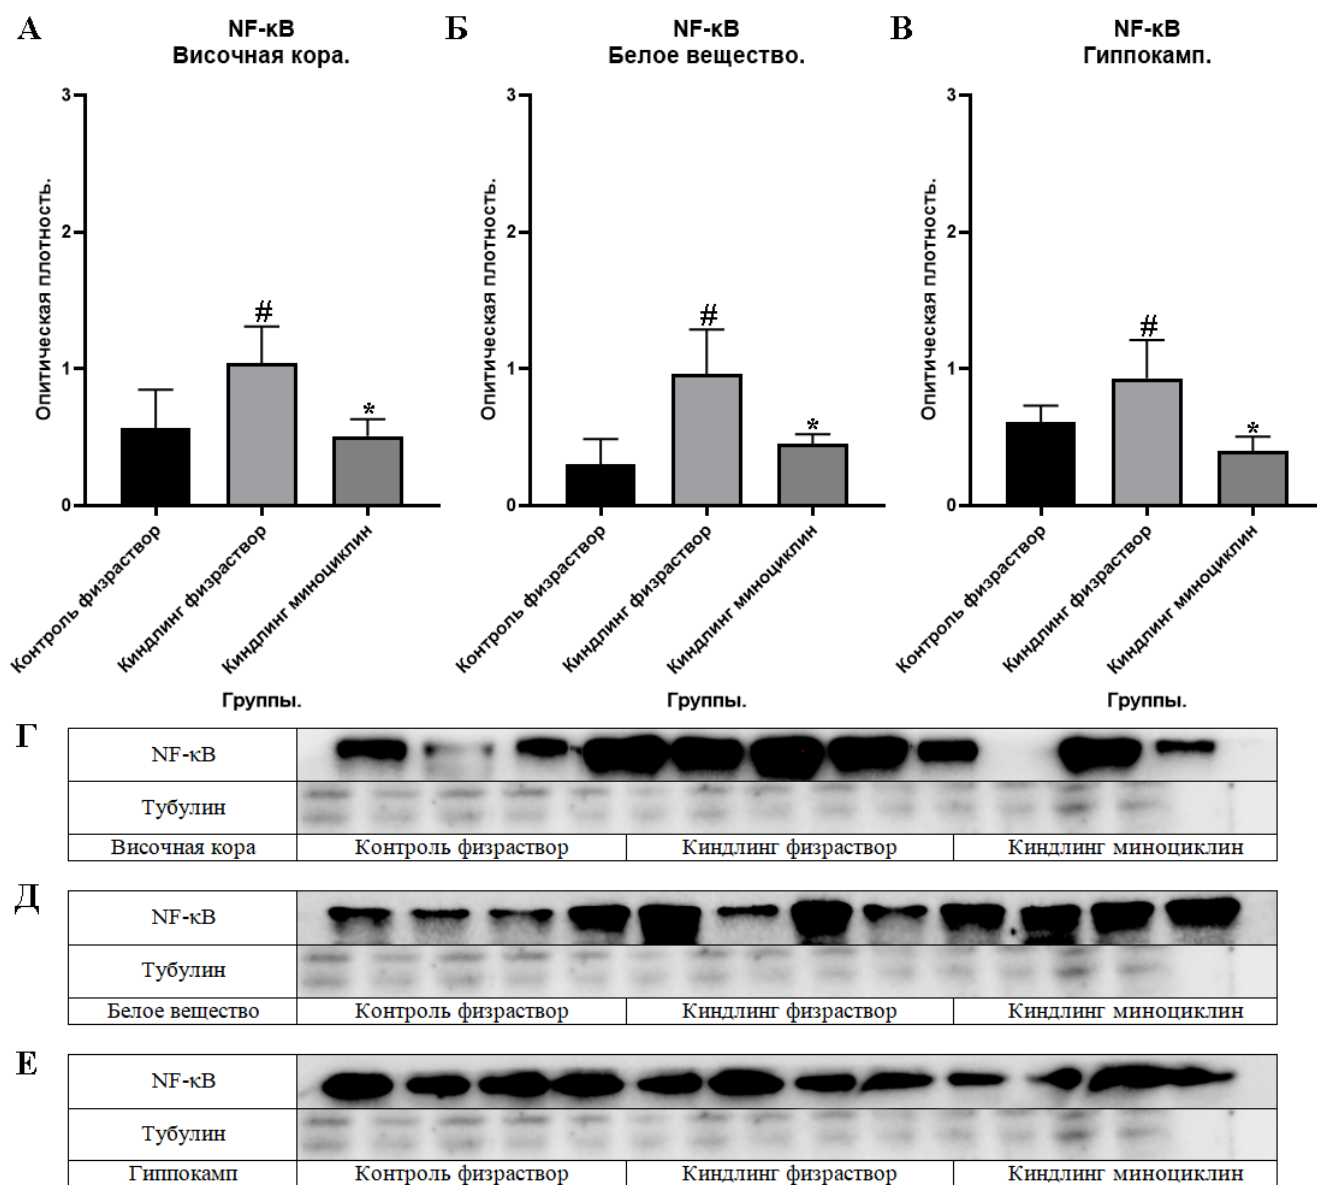 А
NF-κB
Височная кора.
Опитическая плотность.
3
2
1
0
#
*
Контроль физраствор
Киндлинг физраствор
Киндлинг миноциклин
Группы.
Б
NF-κB
Белое вещество.
Опитическая плотность.
3
2
1
0
#
*
Контроль физраствор
Киндлинг физраствор
Киндлинг миноциклин
Группы.
В
NF-κB
Гиппокамп.
Опитическая плотность.
3
2
1
0
#
*
Контроль физраствор
Киндлинг физраствор
Киндлинг миноциклин
Группы.
Г
NF-κB
Тубулин
Височная кора Контроль физраствор Киндлинг физраствор Киндлинг миноциклин
Д
NF-κB
Тубулин
Белое вещество Контроль физраствор Киндлинг физраствор Киндлинг миноциклин
Е
NF-κB
Тубулин
Гиппокамп Контроль физраствор Киндлинг физраствор Киндлинг миноциклин